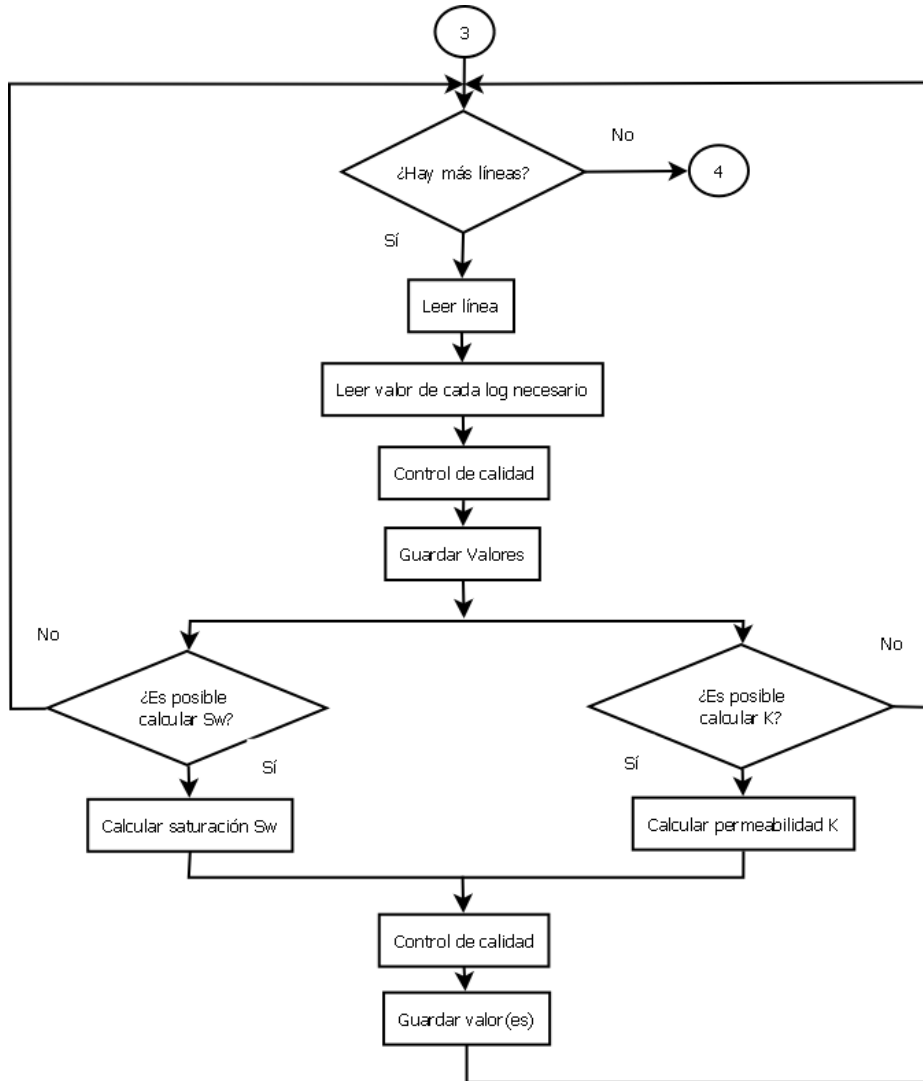 3
¿Hay más líneas?
No
4
Sí
Leer línea
Leer valor de cada log necesario
Control de calidad
Guardar Valores
No
No
¿Es posible
calcular Sw?
¿Es posible
calcular K?
Sí
Sí
Calcular saturación Sw
Calcular permeabilidad K
Control de calidad
Guardar valor(es)